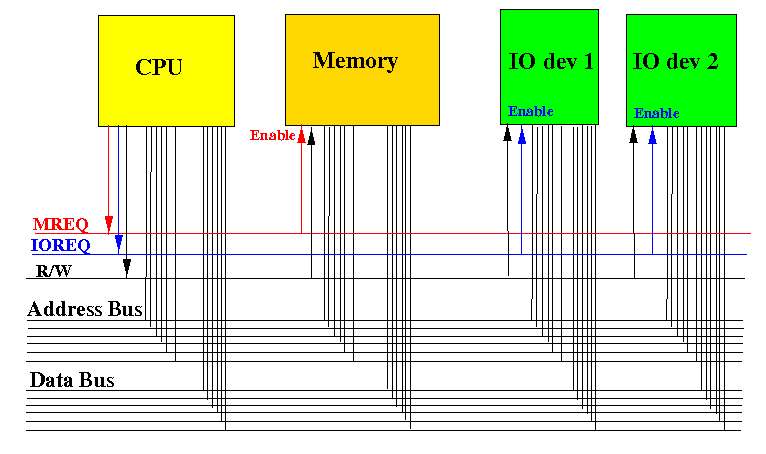 CPU
Memory
IO dev 1
IO dev 2
Enable
Enable
Enable
MREQ
IOREQ
R/W
Address Bus
Data Bus